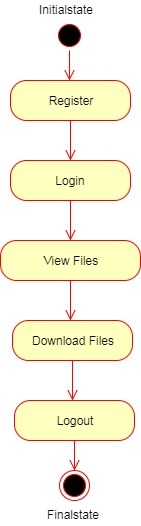 Initialstate
Register
Login
View Files
Download Files
Logout
Finalstate